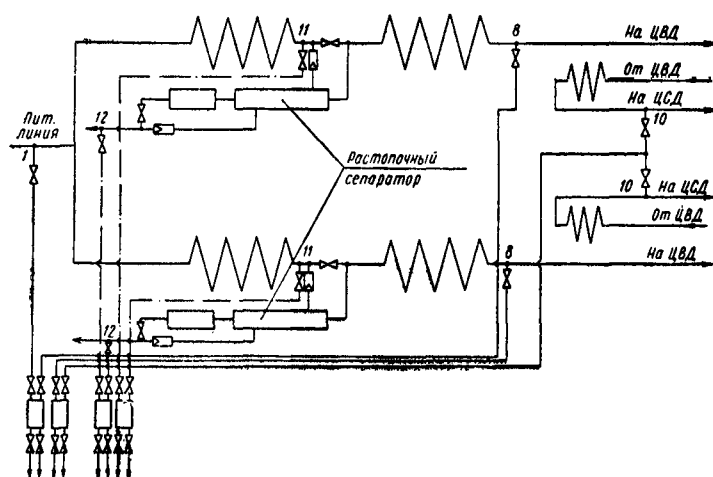 11
8
На ЦВД
От ЦВД
На ЦСД
10
12
Пит.
линия
1
Растопочный
сепаратор
10
На ЦСД
От ЦВД
11
8
На ЦВД
12